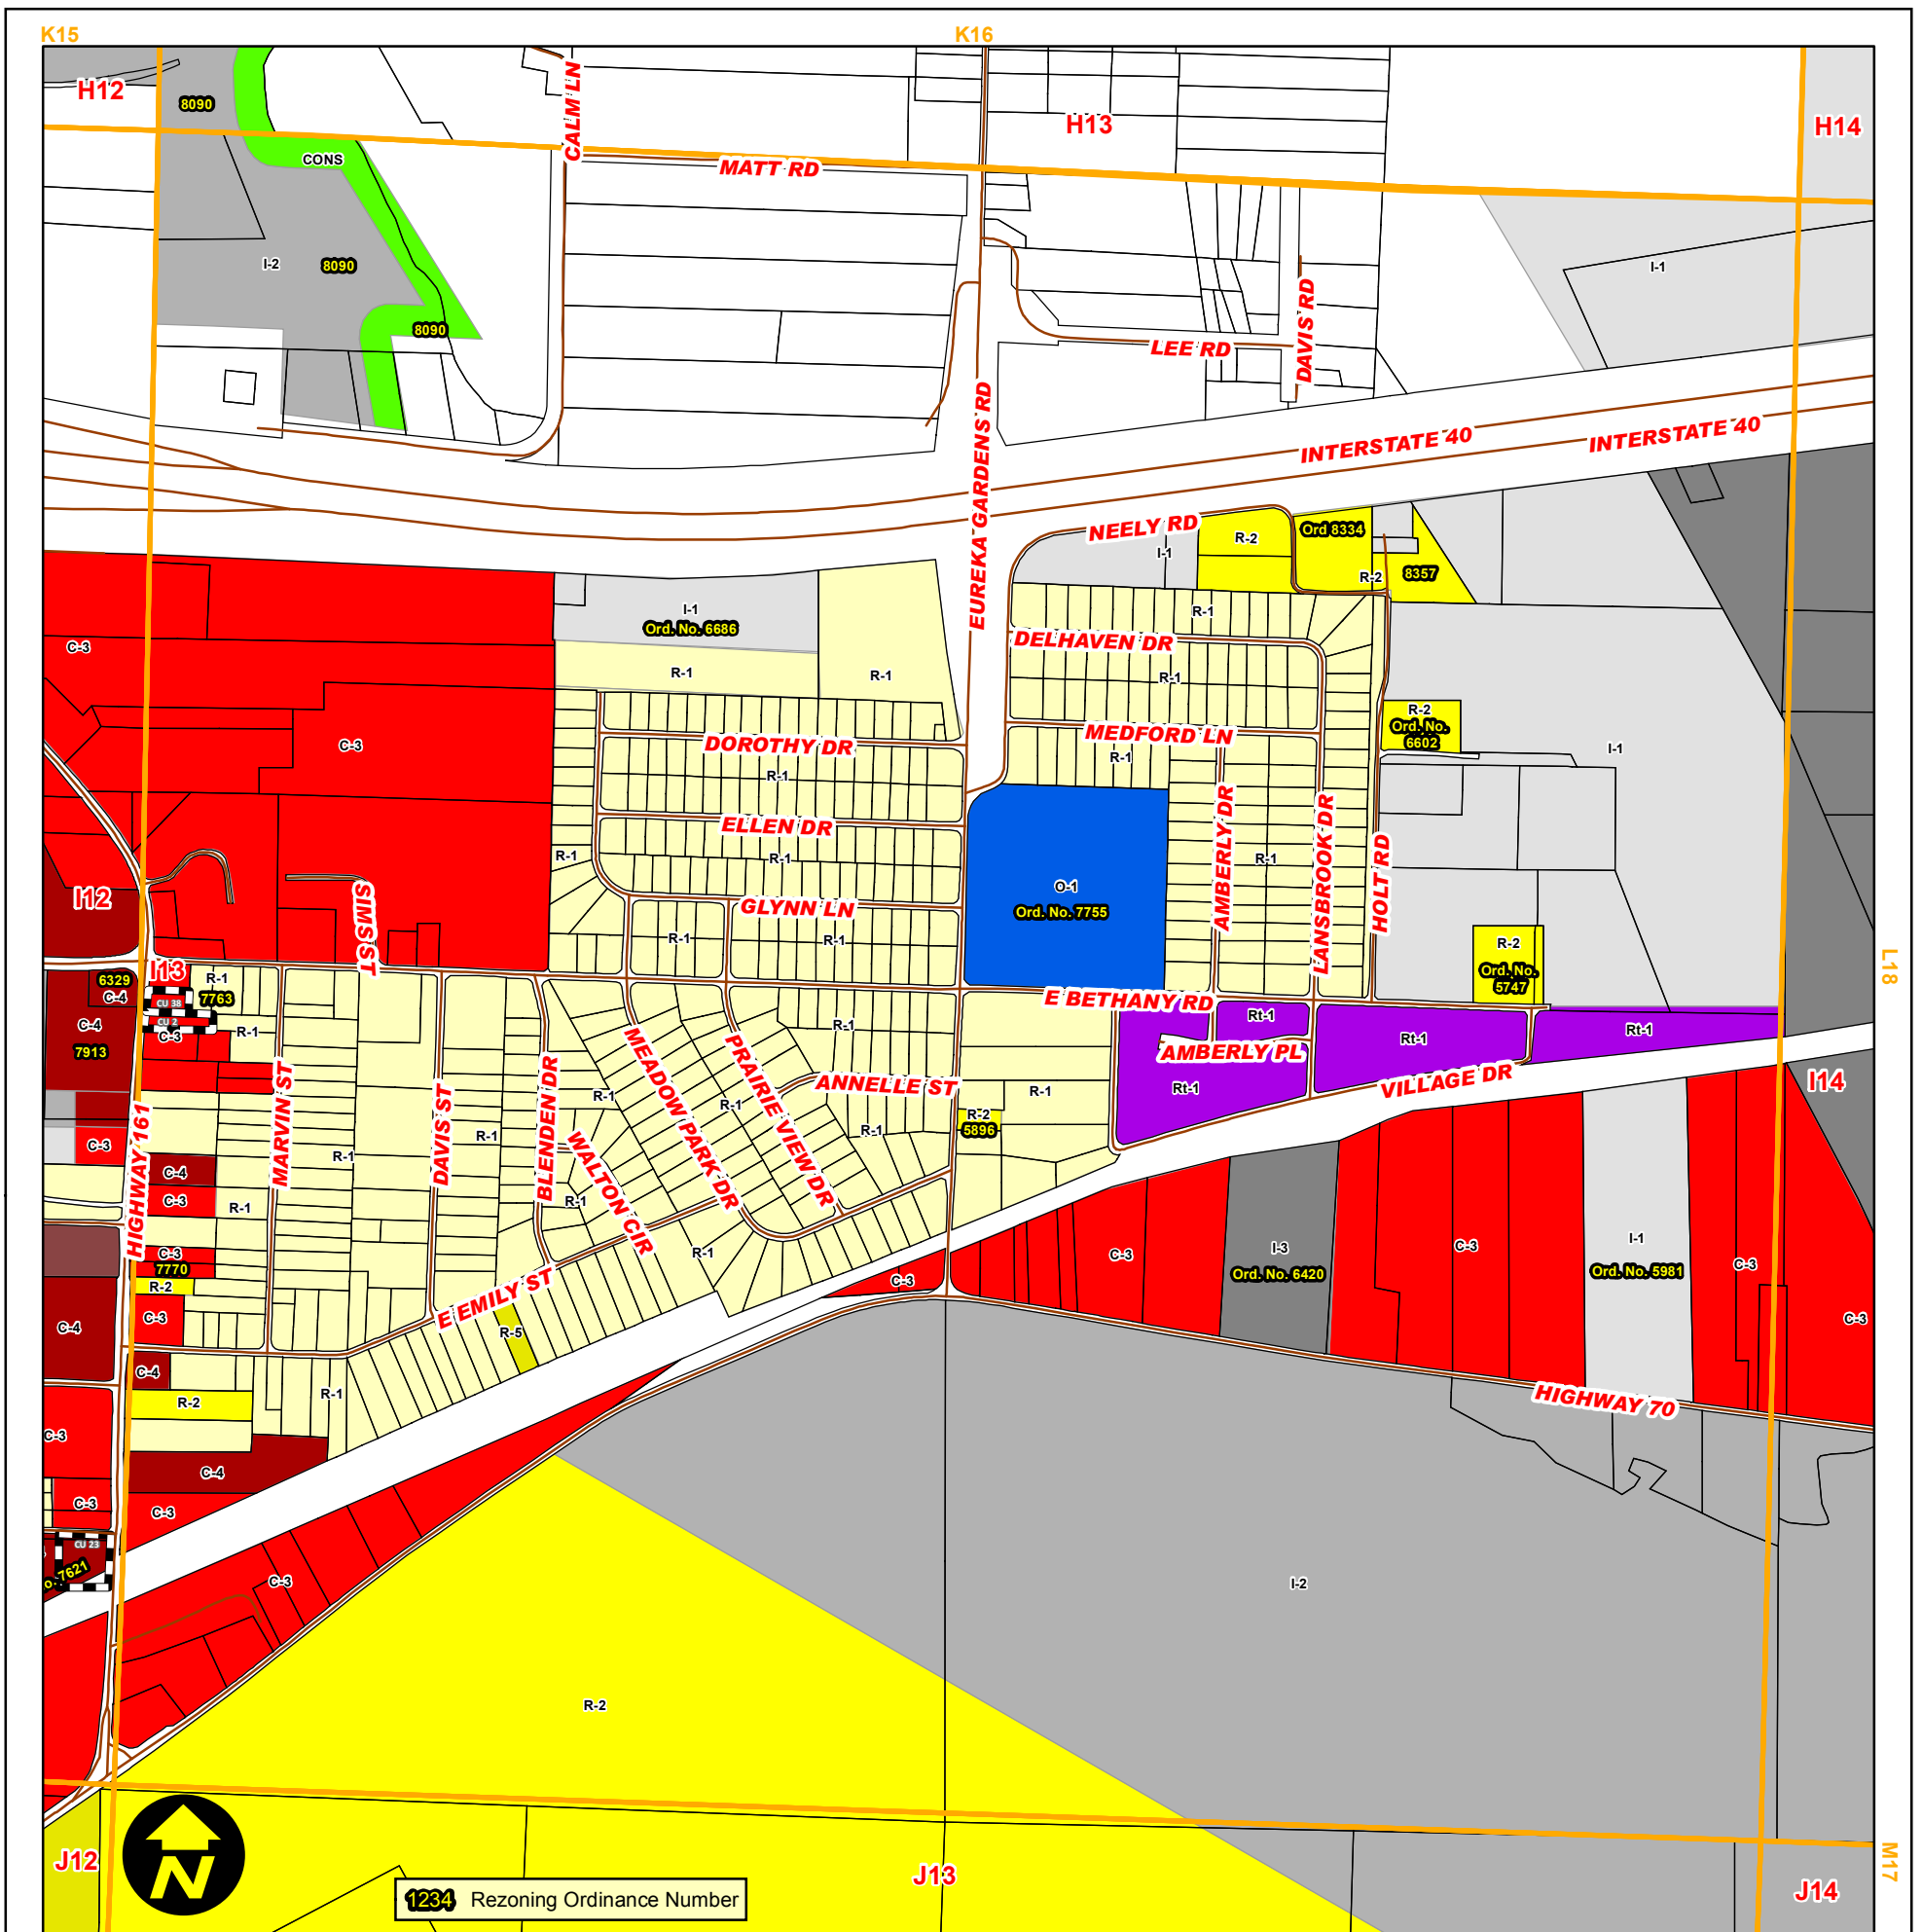 K15
K16
H12
8090
CALM LN
H13
H14
CONS
MATT RD
I-2
8090
I-1
8090
DAVIS RD
LEE RD
EUREKA GARDENS RD
INTERSTATE 40
INTERSTATE 40
NEELY RD
R-2
Ord 8334
I-1
R-2
8357
I-1
Ord. No. 6686
R-1
DELHAVEN DR
C-3
R-1
R-1
R-1
R-2
Ord. No.
6602
DOROTHY DR
MEDFORD LN
C-3
R-1
R-1
I-1
ELLEN DR
AMBERLY DR
LANSBROOK DR
HOLT RD
R-1
R-1
R-1
I12
SIMS ST
GLYNN LN
O-1
Ord. No. 7755
R-1
R-1
R-2
Ord. No.
5747
L18
I13
6329
C-4
R-1
CU 38
7763
E BETHANY RD
CU 2
C-4
7913
C-3
R-1
R-1
Rt-1
Rt-1
Rt-1
AMBERLY PL
MARVIN ST
DAVIS ST
BLENDEN DR
MEADOW PARK DR
PRAIRIE VIEW DR
ANNELLE ST
VILLAGE DR
I14
R-1
R-1
R-1
Rt-1
HIGHWAY 161
C-3
R-1
R-1
R-1
R-2
5896
WALTON CIR
C-4
C-3
R-1
R-1
C-3
7770
R-2
R-1
C-3
I-3
Ord. No. 6420
C-3
I-1
Ord. No. 5981
C-3
C-3
C-3
E EMILY ST
C-3
C-4
R-5
C-4
R-1
R-2
HIGHWAY 70
C-3
C-4
C-3
C-3
CU 23
o. 7621
C-3
I-2
R-2
J12
N
J13
M17
J14
1234 Rezoning Ordinance Number